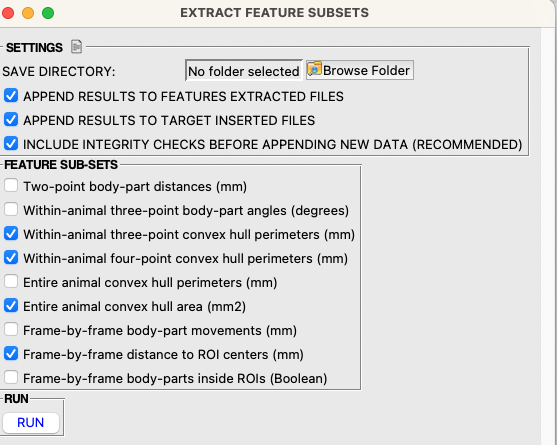 EXTRACT FEATURE SUBSETS
SETTINGS
SAVE DIRECTORY: No folder selected Browse Folder
APPEND RESULTS TO FEATURES EXTRACTED FILES
APPEND RESULTS TO TARGET INSERTED FILES
INCLUDE INTEGRITY CHECKS BEFORE APPENDING NEW DATA (RECOMMENDED)
FEATURE SUB-SETS
Two-point body-part distances (mm)
Within-animal three-point body-part angles (degrees)
Within-animal three-point convex hull perimeters (mm)
Within-animal four-point convex hull perimeters (mm)
Entire animal convex hull perimeters (mm)
Entire animal convex hull area (mm2)
Frame-by-frame body-part movements (mm)
Frame-by-frame distance to ROI centers (mm)
Frame-by-frame body-parts inside ROIs (Boolean)
RUN
RUN